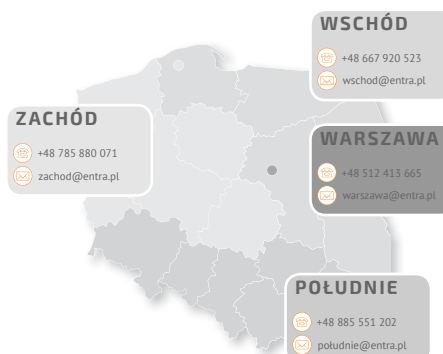 WSCHÓD
+48 667 920 523
wschod@entra.pl
ZACHÓD
+48 785 880 071
zachod@entra.pl
WARSZAWA
+48 512 413 665
warszawa@entra.pl
POŁUDNIE
+48 885 551 202
południe@entra.pl